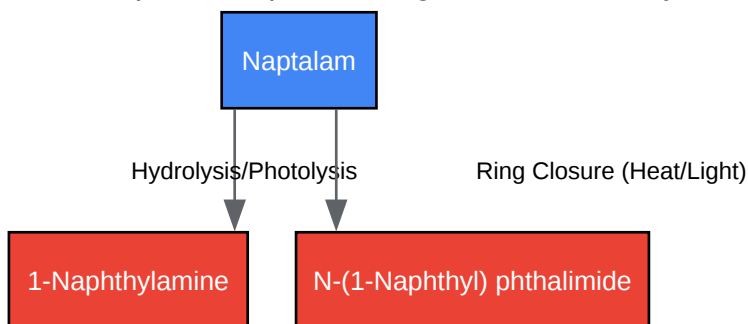 Naptalam
Hydrolysis/Photolysis
Ring Closure (Heat/Light)
1-Naphthylamine
N-(1-Naphthyl) phthalimide